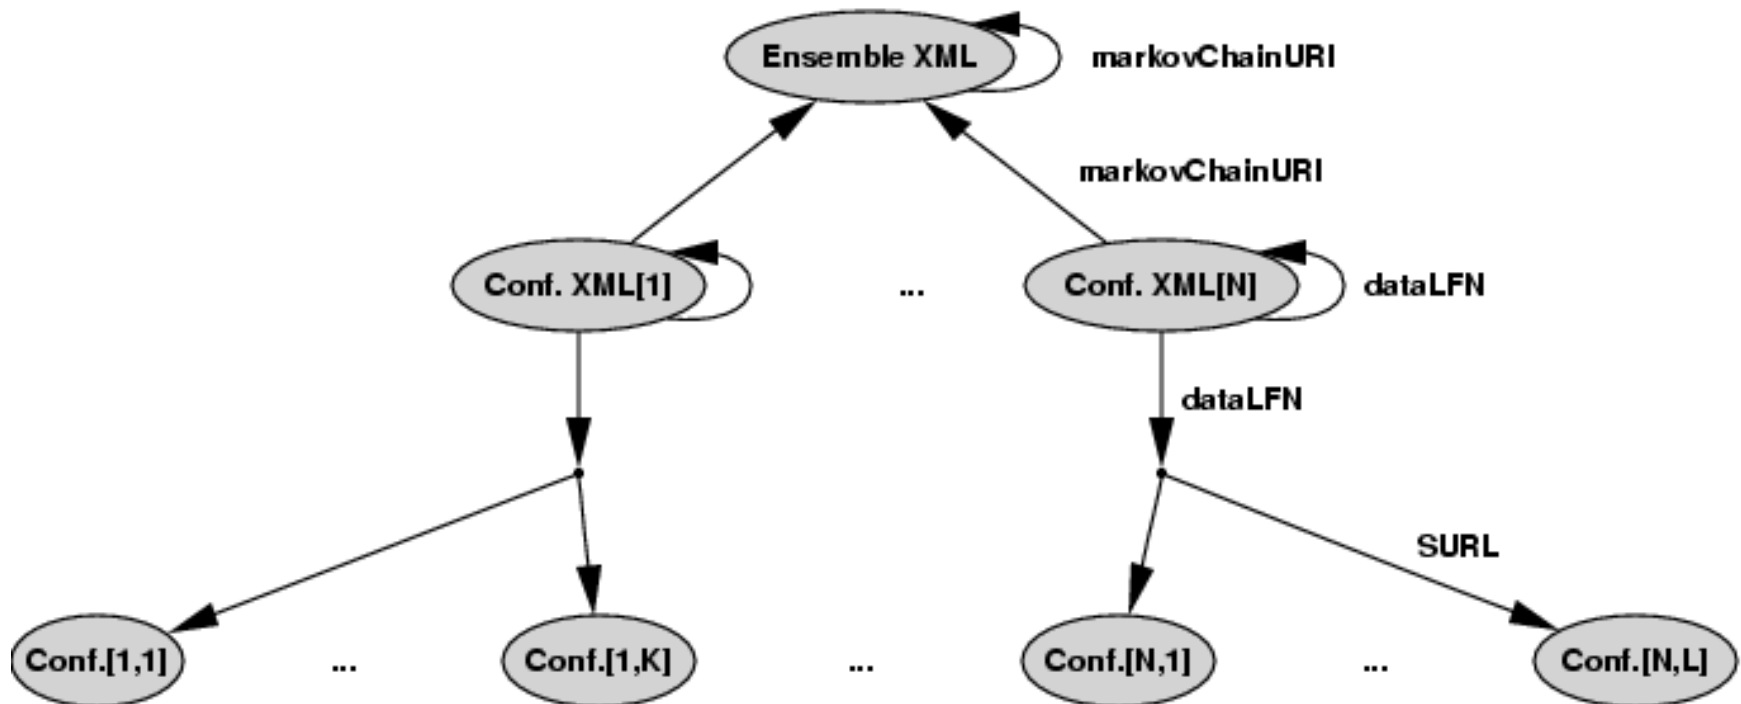 Ensemble XML markovChainURI
markovChainURI
Conf. XML[1] ... Conf. XML[N] dataLFN
dataLFN
SURL
Conf.[1,1] ... Conf.[1,K] ... Conf.[N,1] ... Conf.[N,L]